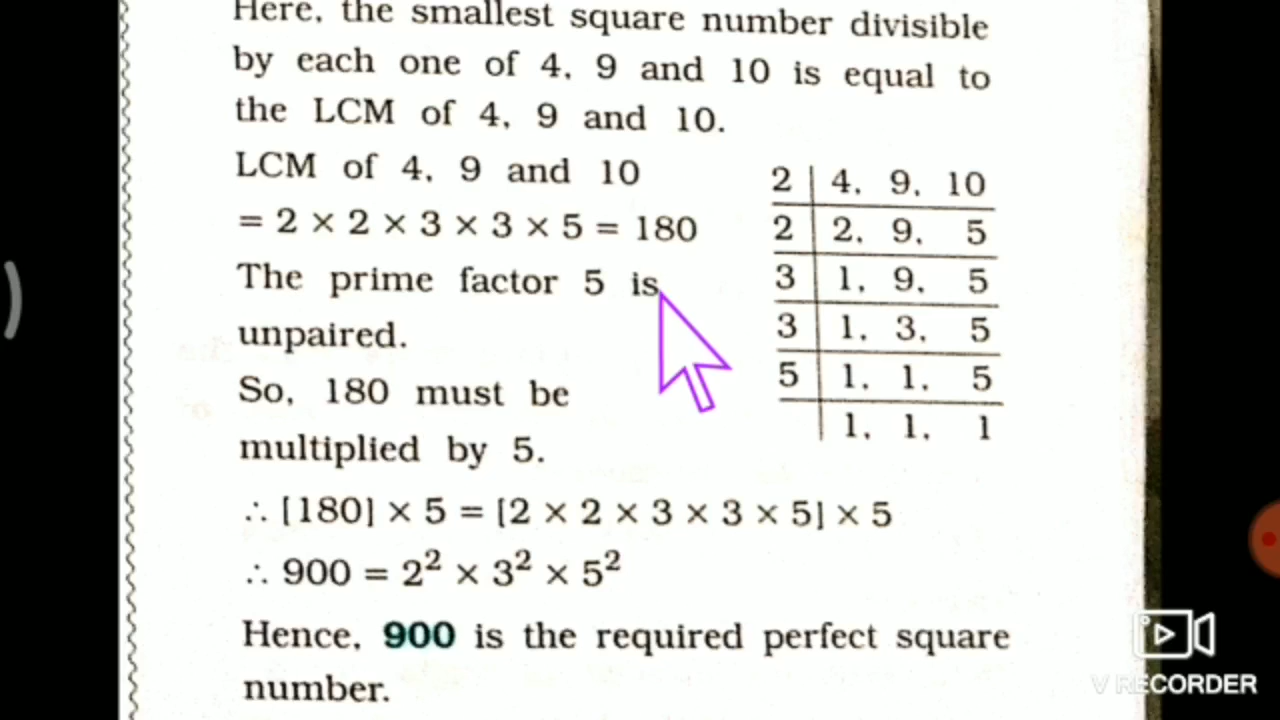 Here, the smallest square number divisible
by each one of 4, 9 and 10 is equal to
the LCM of 4, 9 and 10.
LCM of 4, 9 and 10
= 2 × 2 × 3 × 3 × 5 = 180
The prime factor 5 is
unpaired.
So, 180 must be
multiplied by 5.
2 | 4, 9, 10
2 | 2, 9, 5
3 | 1, 9, 5
3 | 1, 3, 5
5 | 1, 1, 5
| 1, 1, 1
∴ [180] × 5 = [2 × 2 × 3 × 3 × 5] × 5
∴ 900 = 2² × 3² × 5²
Hence, 900 is the required perfect square
number.
V RECORDER